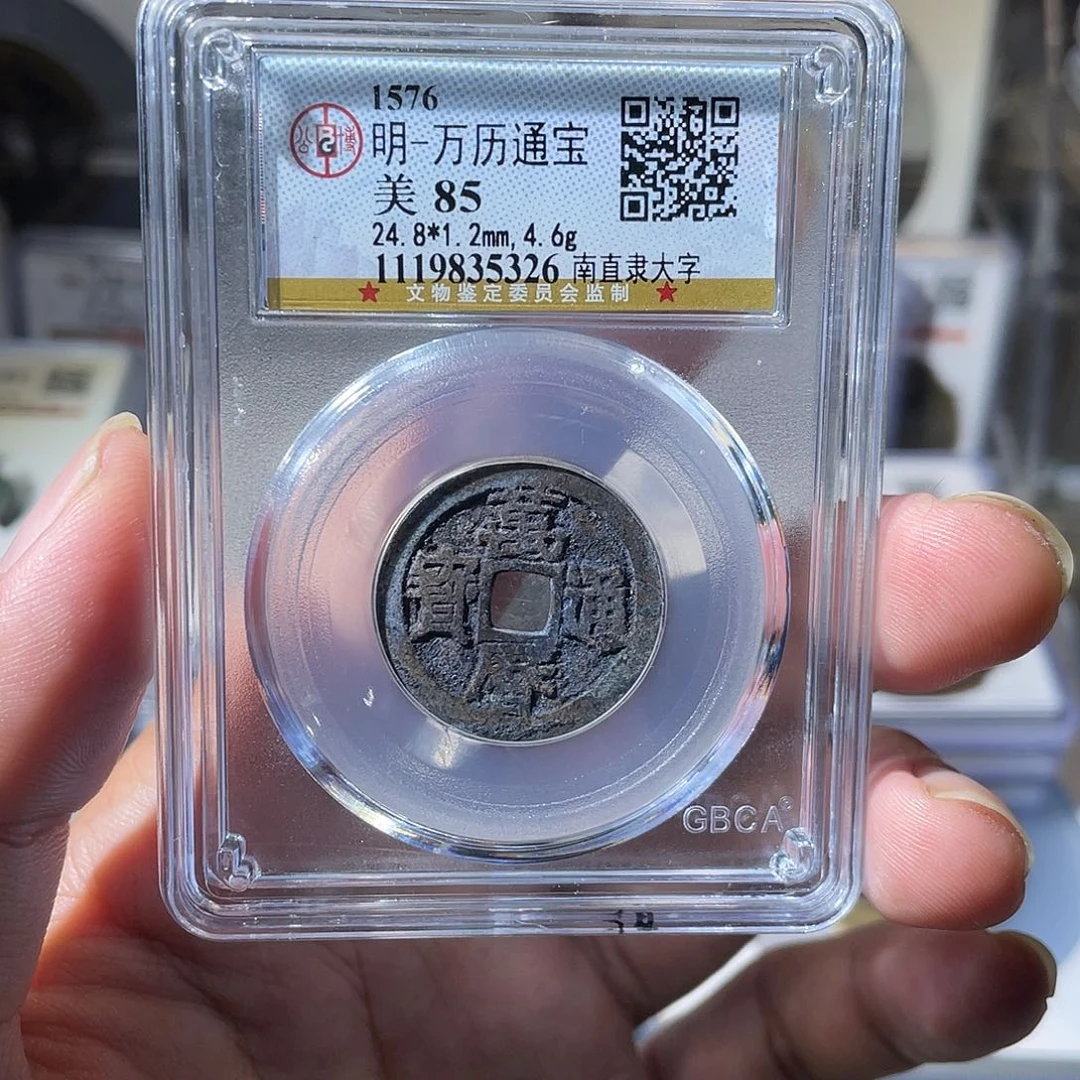 1576
明-万历通宝
美 85
24.8*1.2mm,4.6g
1119835326 南直隶大字
★ 文物鉴定委员会监制 ★
萬曆通寶
GBCA